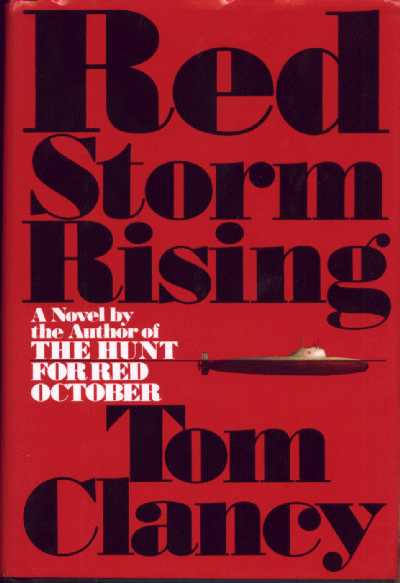 Red
Storm
Rising
A Novel by
the Author of
THE HUNT
FOR RED
OCTOBER
Tom
Clancy